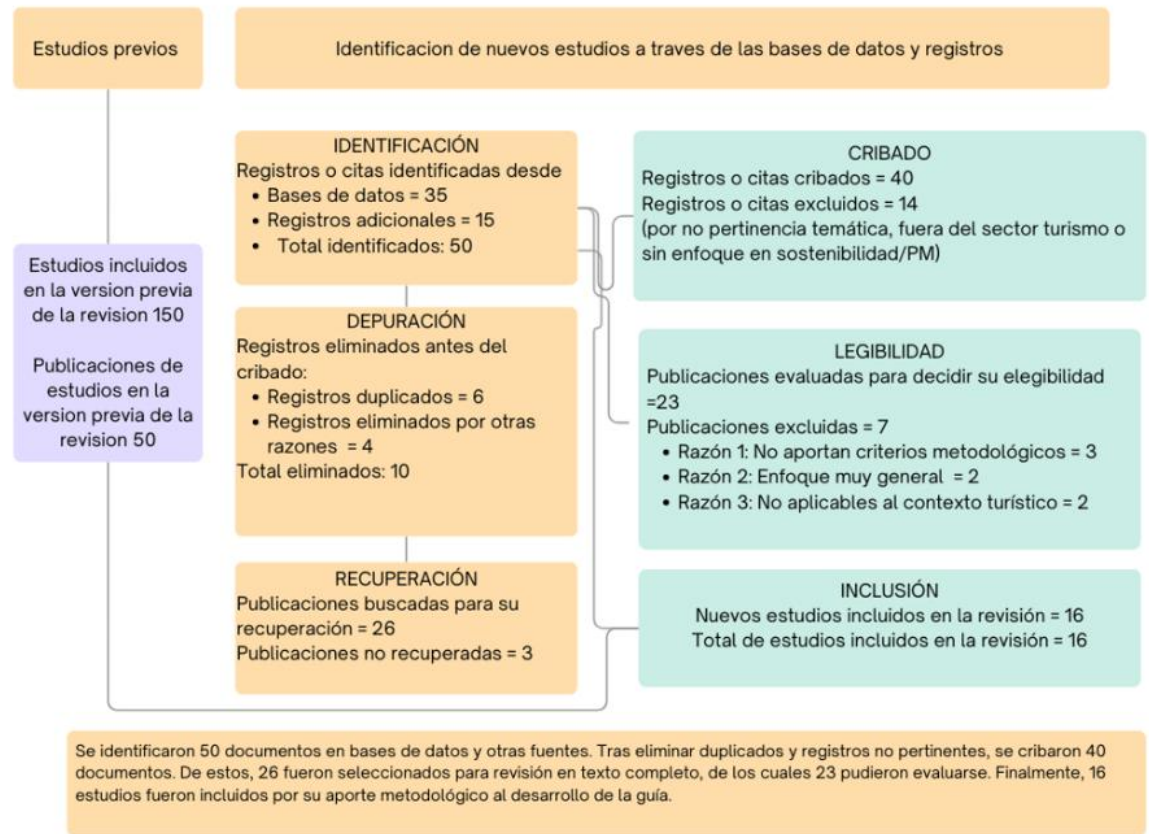 Estudios previos
Identificacion de nuevos estudios a traves de las bases de datos y registros
Estudios incluidos
en la version previa
de la revision 150
Publicaciones de
estudios en la
version previa de la
revision 50
IDENTIFICACIÓN
Registros o citas identificadas desde
• Bases de datos = 35
• Registros adicionales = 15
• Total identificados: 50
DEPURACIÓN
Registros eliminados antes del
cribado:
• Registros duplicados = 6
• Registros eliminados por otras
razones = 4
Total eliminados: 10
RECUPERACIÓN
Publicaciones buscadas para su
recuperación = 26
Publicaciones no recuperadas = 3
CRIBADO
Registros o citas cribados = 40
Registros o citas excluidos = 14
(por no pertinencia temática, fuera del sector turismo o
sin enfoque en sostenibilidad/PM)
LEGIBILIDAD
Publicaciones evaluadas para decidir su elegibilidad
=23
Publicaciones excluidas = 7
• Razón 1: No aportan criterios metodológicos = 3
• Razón 2: Enfoque muy general = 2
• Razón 3: No aplicables al contexto turístico = 2
INCLUSIÓN
Nuevos estudios incluidos en la revisión = 16
Total de estudios incluidos en la revisión = 16
Se identificaron 50 documentos en bases de datos y otras fuentes. Tras eliminar duplicados y registros no pertinentes, se cribaron 40
documentos. De estos, 26 fueron seleccionados para revisión en texto completo, de los cuales 23 pudieron evaluarse. Finalmente, 16
estudios fueron incluidos por su aporte metodológico al desarrollo de la guía.